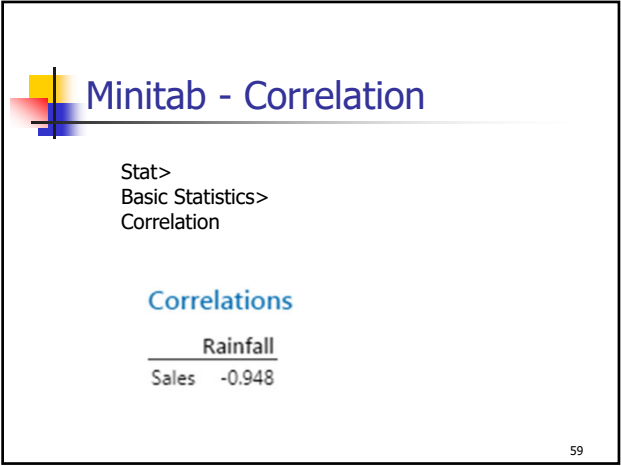 Minitab - Correlation
Stat>
Basic Statistics>
Correlation
Correlations
Rainfall
Sales -0.948
59